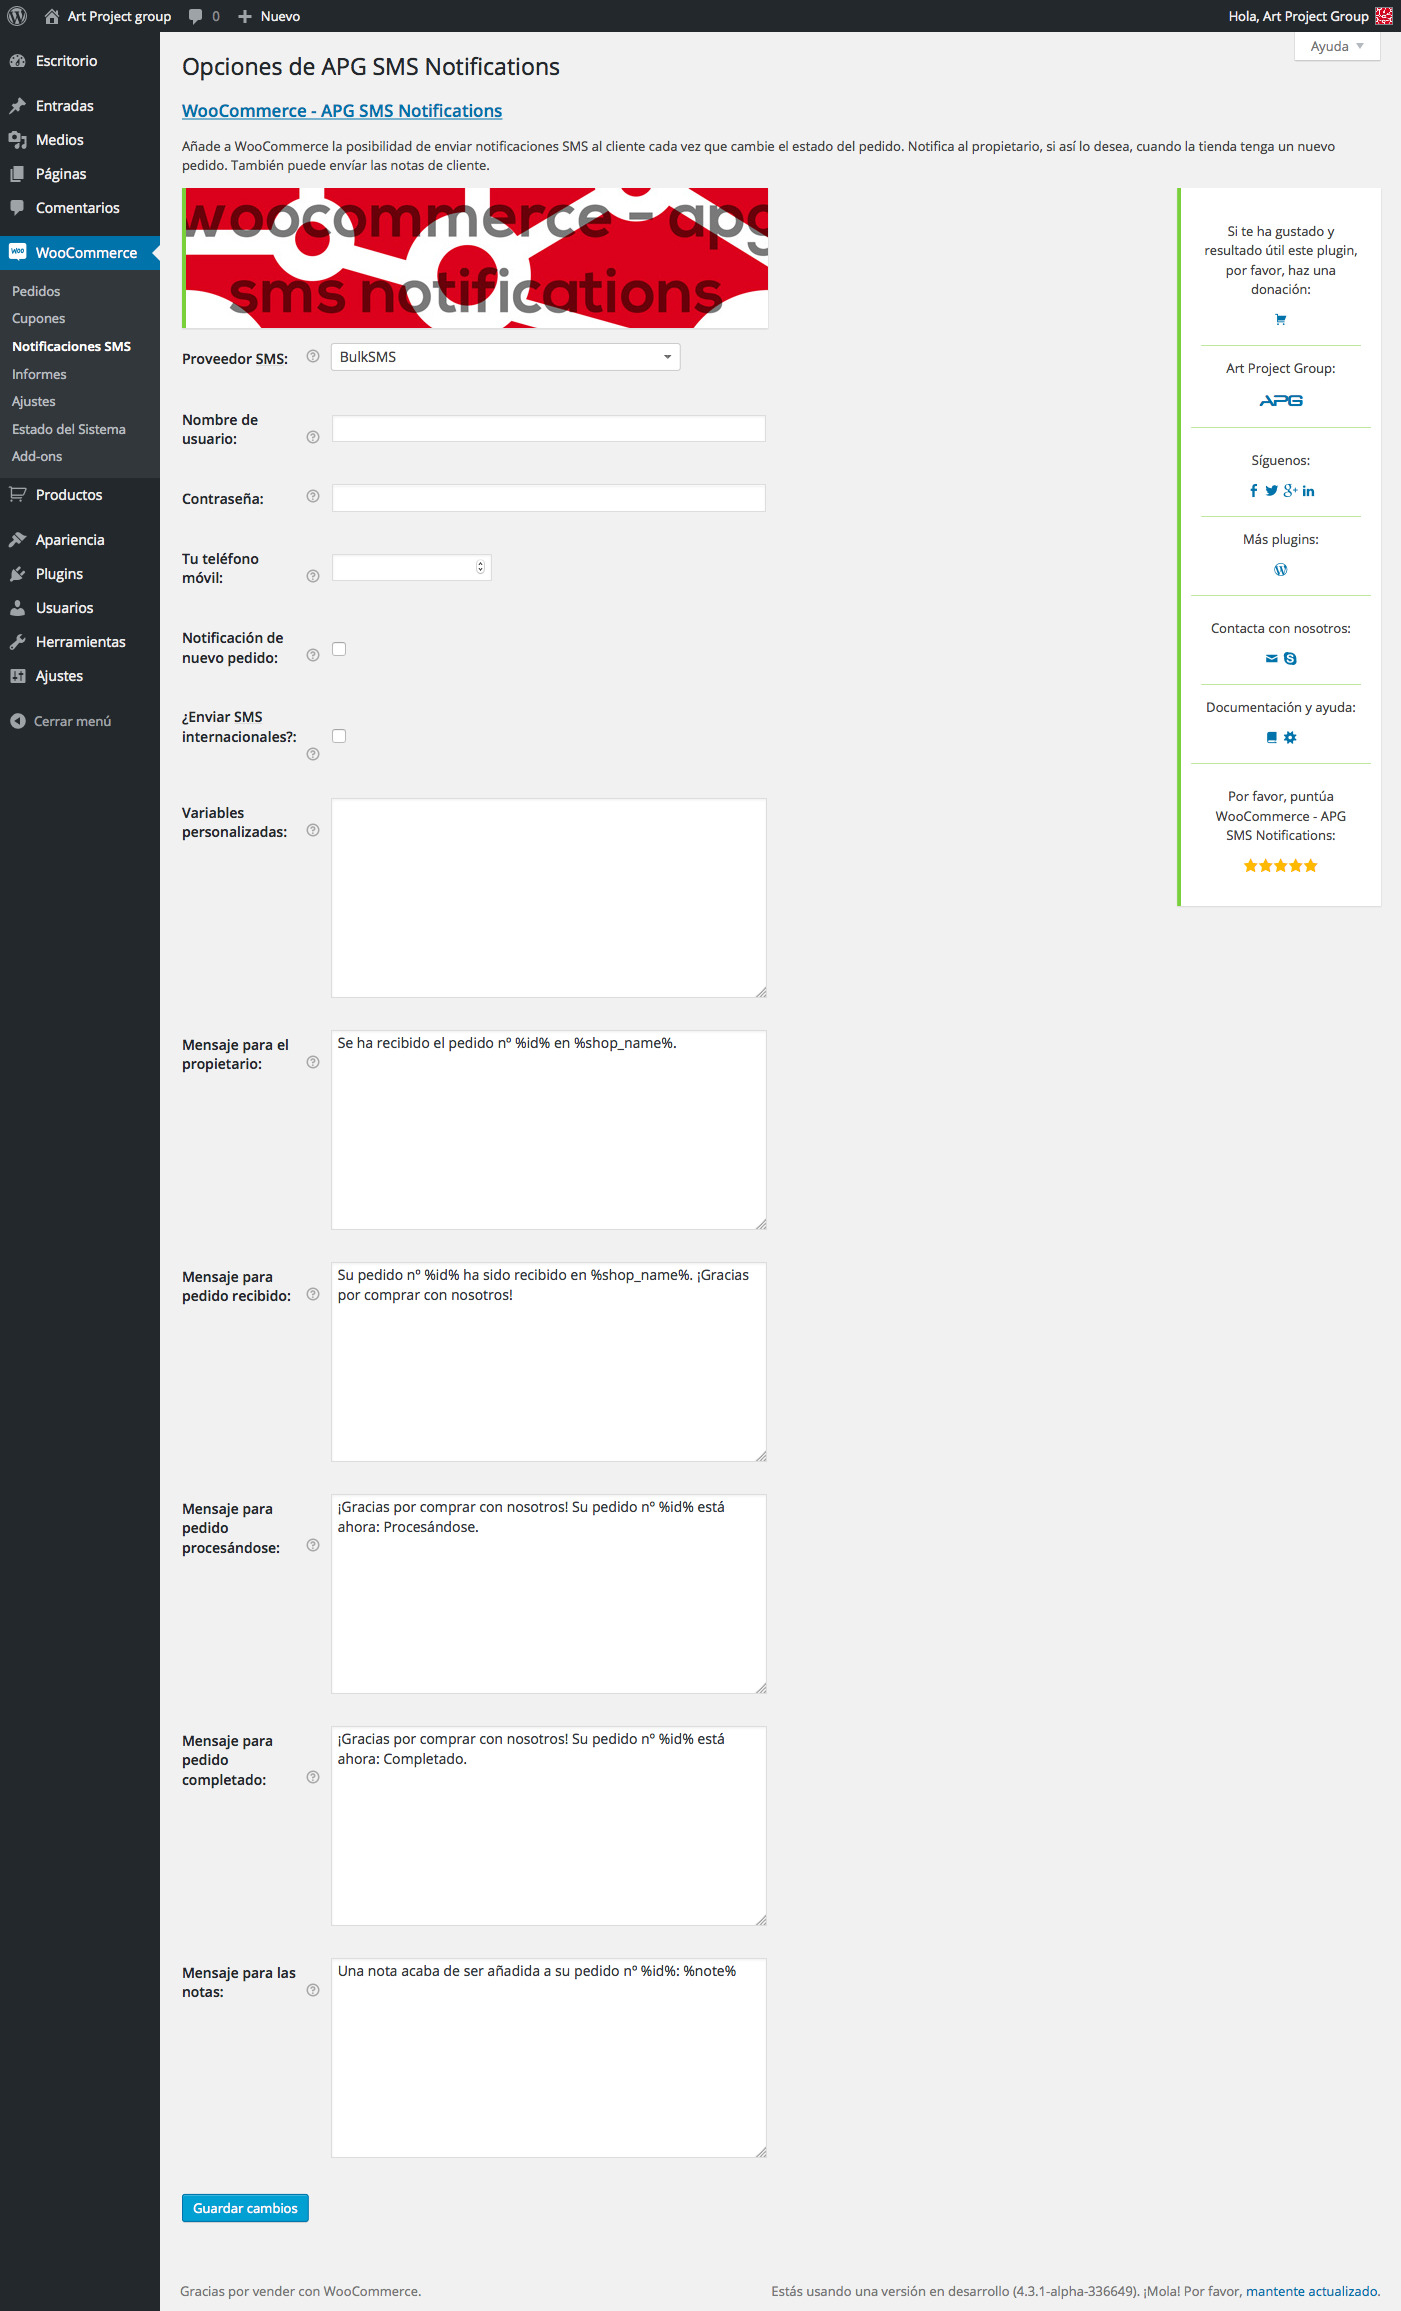 Art Project group
0
Nuevo
Hola, Art Project Group
Ayuda
Escritorio
Entradas
Medios
Páginas
Comentarios
WooCommerce
Pedidos
Cupones
Notificaciones SMS
Informes
Ajustes
Estado del Sistema
Add-ons
Productos
Apariencia
Plugins
Usuarios
Herramientas
Ajustes
Cerrar menú
Opciones de APG SMS Notifications
WooCommerce - APG SMS Notifications
Añade a WooCommerce la posibilidad de enviar notificaciones SMS al cliente cada vez que cambie el estado del pedido. Notifica al propietario, si así lo desea, cuando la tienda tenga un nuevo
pedido. También puede envíar las notas de cliente.
woocommerce - apg
sms notifications
Proveedor SMS:
BulkSMS
Nombre de
usuario:
Contraseña:
Tu teléfono
móvil:
Notificación de
nuevo pedido:
¿Enviar SMS
internacionales?:
Variables
personalizadas:
Mensaje para el
propietario:
Se ha recibido el pedido nº %id% en %shop_name%.
Mensaje para
pedido recibido:
Su pedido nº %id% ha sido recibido en %shop_name%. ¡Gracias
por comprar con nosotros!
Mensaje para
pedido
procesándose:
¡Gracias por comprar con nosotros! Su pedido nº %id% está
ahora: Procesándose.
Mensaje para
pedido
completado:
¡Gracias por comprar con nosotros! Su pedido nº %id% está
ahora: Completado.
Mensaje para las
notas:
Una nota acaba de ser añadida a su pedido nº %id%: %note%
Guardar cambios
Si te ha gustado y
resultado útil este plugin,
por favor, haz una
donación:
Art Project Group:
APG
Síguenos:
Más plugins:
Contacta con nosotros:
Documentación y ayuda:
Por favor, puntúa
WooCommerce - APG
SMS Notifications:
Gracias por vender con WooCommerce.
Estás usando una versión en desarrollo (4.3.1-alpha-336649). ¡Mola! Por favor, mantente actualizado.